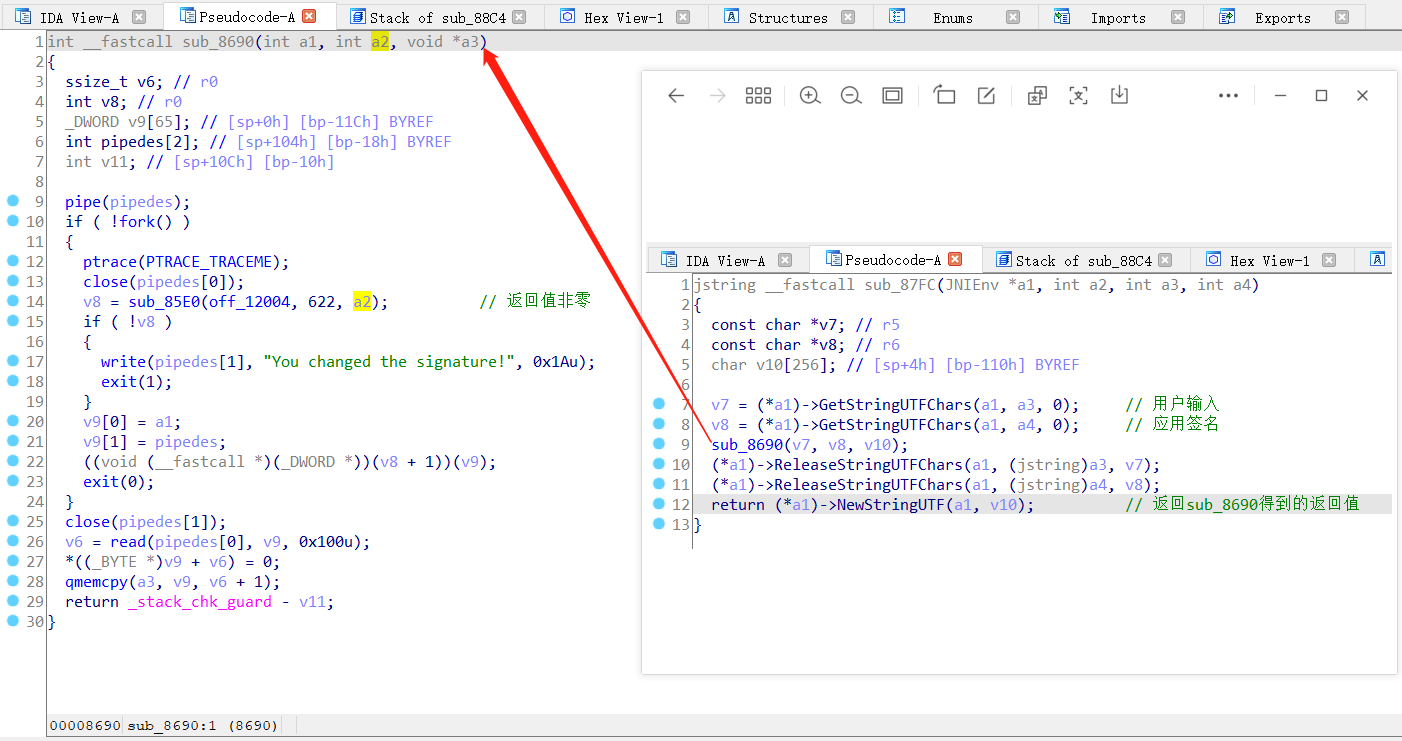 IDA View-A
Pseudocode-A
Stack of sub_88C4
Hex View-1
Structures
Enums
Imports
Exports
1 int __fastcall sub_8690(int a1, int a2, void *a3)
2 {
3 ssize_t v6; // r0
4 int v8; // r0
5 _DWORD v9[65]; // [sp+0h] [bp-11Ch] BYREF
6 int pipedes[2]; // [sp+104h] [bp-18h] BYREF
7 int v11; // [sp+10Ch] [bp-10h]
8
9 pipe(pipedes);
10 if ( !fork() )
11 {
12 ptrace(PTRACE_TRACEME);
13 close(pipedes[0]);
14 v8 = sub_85E0(off_12004, 622, a2); // 返回值非零
15 if ( !v8 )
16 {
17 write(pipedes[1], "You changed the signature!", 0x1Au);
18 exit(1);
19 }
20 v9[0] = a1;
21 v9[1] = pipedes;
22 ((void (__fastcall *)(_DWORD *))(v8 + 1))(v9);
23 exit(0);
24 }
25 close(pipedes[1]);
26 v6 = read(pipedes[0], v9, 0x100u);
27 *((_BYTE *)v9 + v6) = 0;
28 qmemcpy(a3, v9, v6 + 1);
29 return _stack_chk_guard - v11;
30 }
00008690 sub_8690:1 (8690)
IDA View-A
Pseudocode-A
Stack of sub_88C4
Hex View-1
1 jstring __fastcall sub_87FC(JNIEnv *a1, int a2, int a3, int a4)
2 {
3 const char *v7; // r5
4 const char *v8; // r6
5 char v10[256]; // [sp+4h] [bp-110h] BYREF
6
7 v7 = (*a1)->GetStringUTFChars(a1, a3, 0); // 用户输入
8 v8 = (*a1)->GetStringUTFChars(a1, a4, 0); // 应用签名
9 sub_8690(v7, v8, v10);
10 (*a1)->ReleaseStringUTFChars(a1, (jstring)a3, v7);
11 (*a1)->ReleaseStringUTFChars(a1, (jstring)a4, v8);
12 return (*a1)->NewStringUTF(a1, v10); // 返回sub_8690得到的返回值
13 }